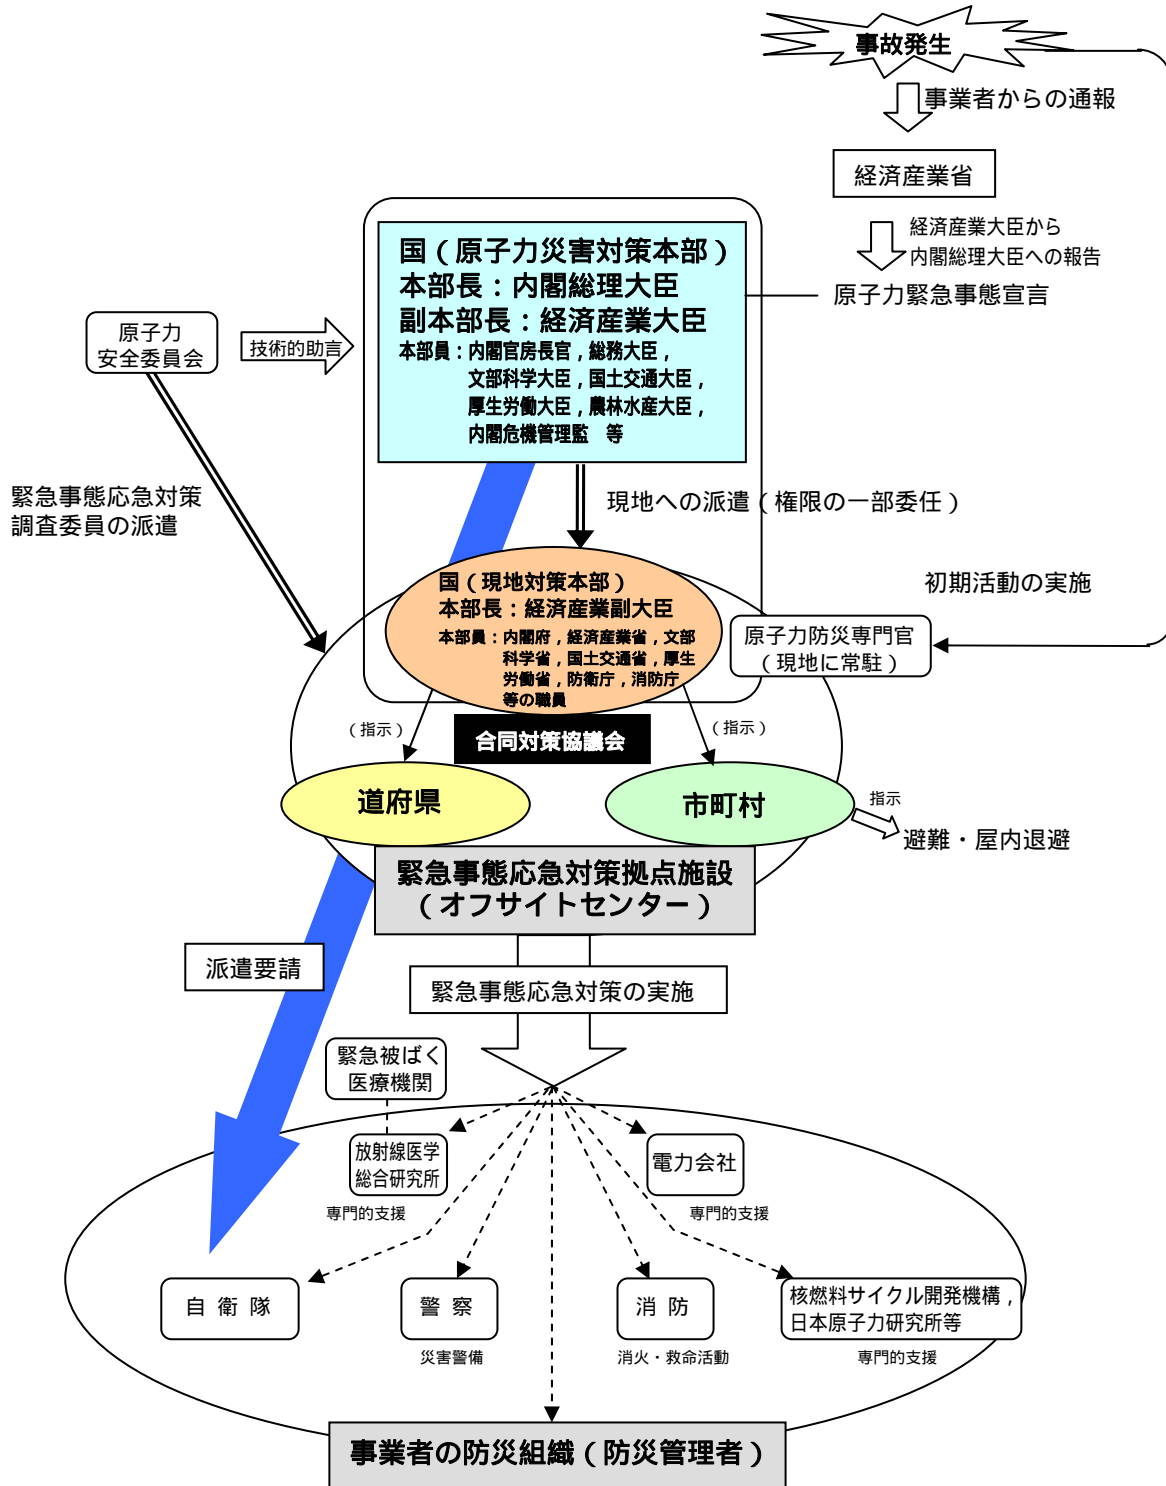 事故発生
事業者からの通報
経済産業省
経済産業大臣から
内閣総理大臣への報告
原子力緊急事態宣言
国（原子力災害対策本部）
本部長：内閣総理大臣
副本部長：経済産業大臣
本部員：内閣官房長官，総務大臣，
文部科学大臣，国土交通大臣，
厚生労働大臣，農林水産大臣，
内閣危機管理監　等
原子力
安全委員会
技術的助言
緊急事態応急対策
調査委員の派遣
現地への派遣（権限の一部委任）
国（現地対策本部）
本部長：経済産業副大臣
本部員：内閣府，経済産業省，文部
科学省，国土交通省，厚生
労働省，防衛庁，消防庁
等の職員
初期活動の実施
原子力防災専門官
（現地に常駐）
（指示）
合同対策協議会
（指示）
道府県
市町村
指示
避難・屋内退避
緊急事態応急対策拠点施設
（オフサイトセンター）
派遣要請
緊急事態応急対策の実施
緊急被ばく
医療機関
放射線医学
総合研究所
専門的支援
電力会社
専門的支援
自 衛 隊
警 察
災害警備
消 防
消火・救命活動
核燃料サイクル開発機構，
日本原子力研究所等
専門的支援
事業者の防災組織（防災管理者）